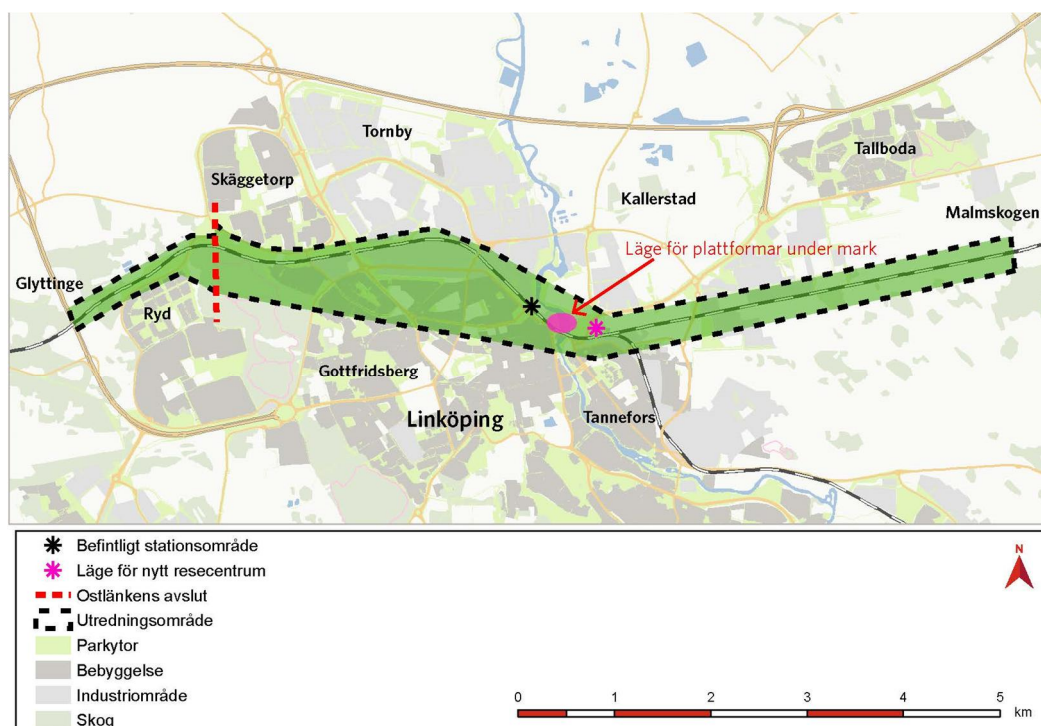 Tornby
Tallboda
Skäggetorp
Kallerstad
Malmskogen
Läge för plattformar under mark
Glyttinge
Ryd
Gottfridsberg
Linköping
Tannefors
Befintligt stationsområde
Läge för nytt resecentrum
Ostlänkens avslut
Utredningsområde
Parkytor
Bebyggelse
Industriområde
Skog
N
0 1 2 3 4 5
km